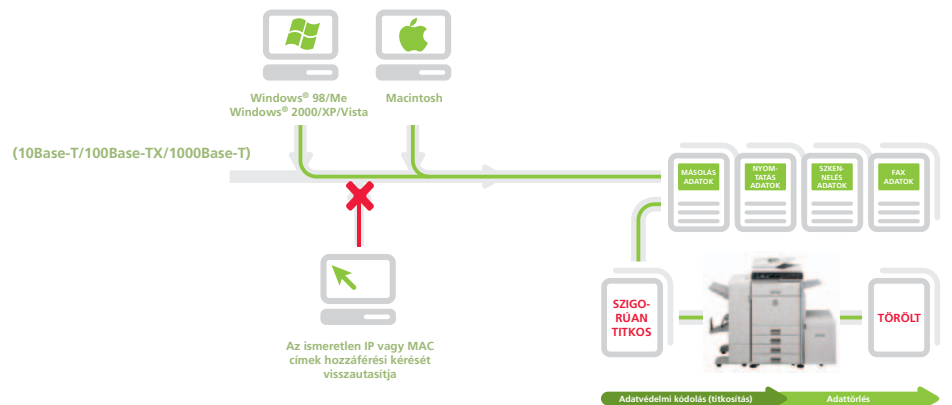 Windows® 98/Me
Windows® 2000/XP/Vista
Macintosh
(10Base-T/100Base-TX/1000Base-T)
MÁSOLÁS
ADATOK
NYOM-
TATÁS
ADATOK
SZKEN-
NELÉS
ADATOK
FAX
ADATOK
Az ismeretlen IP vagy MAC
címek hozzáférési kérését
visszautasítja
SZIGO-
RÚAN
TITKOS
TÖRÖLT
Adatvédelmi kódolás (titkosítás)
Adattörlés